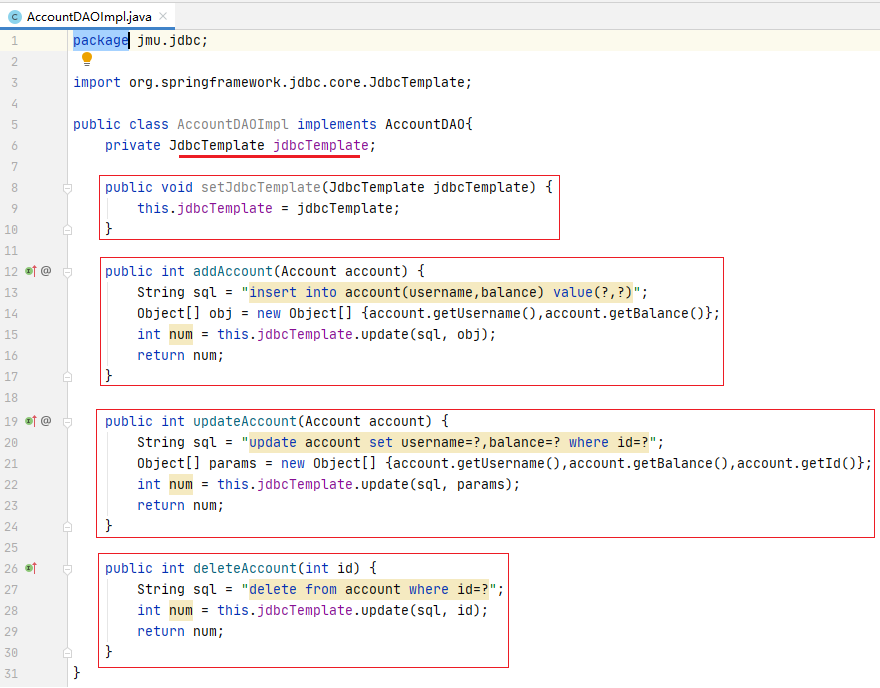 AccountDAOImpl.java
1 package jmu.jdbc;
2
3 import org.springframework.jdbc.core.JdbcTemplate;
4
5 public class AccountDAOImpl implements AccountDAO{
6 private JdbcTemplate jdbcTemplate;
7
8 public void setJdbcTemplate(JdbcTemplate jdbcTemplate) {
9 this.jdbcTemplate = jdbcTemplate;
10 }
11
12 @ public int addAccount(Account account) {
13 String sql = "insert into account(username,balance) value(?,?)";
14 Object[] obj = new Object[] {account.getUsername(),account.getBalance()};
15 int num = this.jdbcTemplate.update(sql, obj);
16 return num;
17 }
18
19 @ public int updateAccount(Account account) {
20 String sql = "update account set username=?,balance=? where id=?";
21 Object[] params = new Object[] {account.getUsername(),account.getBalance(),account.getId()};
22 int num = this.jdbcTemplate.update(sql, params);
23 return num;
24 }
25
26 public int deleteAccount(int id) {
27 String sql = "delete from account where id=?";
28 int num = this.jdbcTemplate.update(sql, id);
29 return num;
30 }
31 }